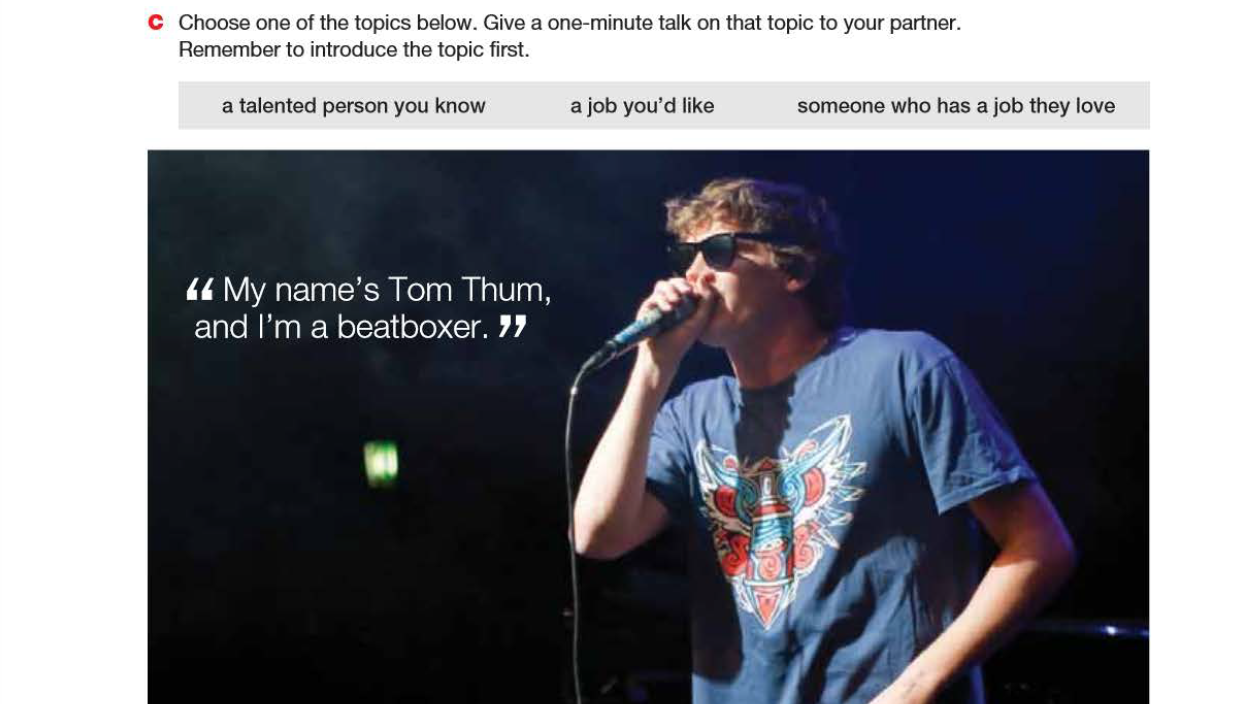 C Choose one of the topics below. Give a one-minute talk on that topic to your partner.
Remember to introduce the topic first.
a talented person you know a job you’d like someone who has a job they love
“ My name’s Tom Thum,
and I’m a beatboxer. ”